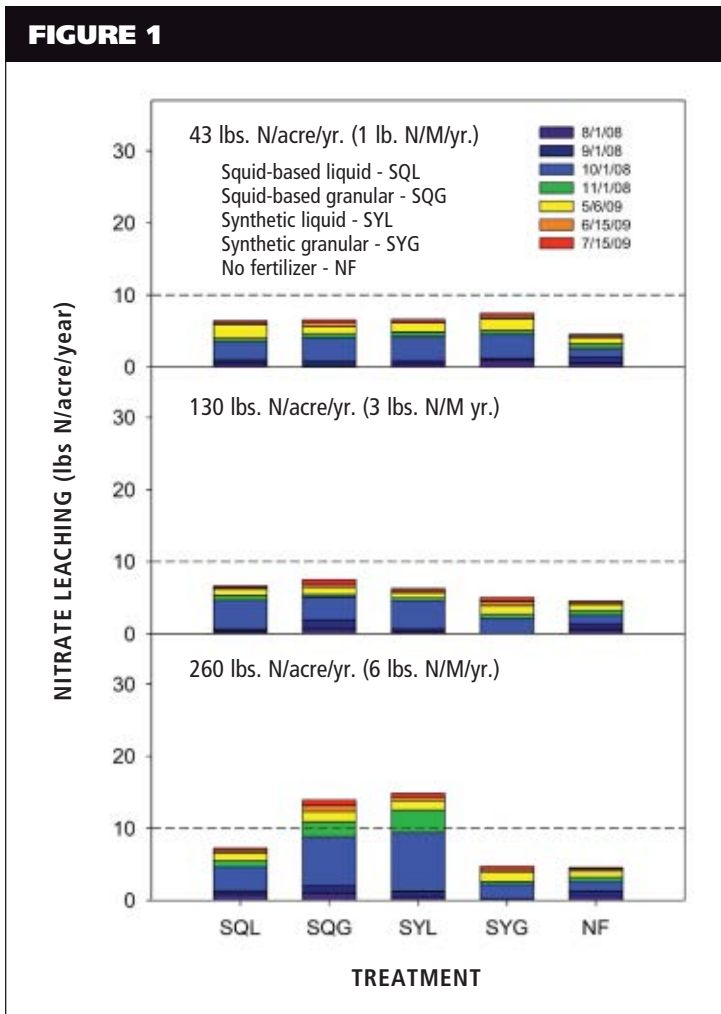 FIGURE 1
NITRATE LEACHING (lbs N/acre/year)
43 lbs. N/acre/yr. (1 lb. N/M/yr.)
Squid-based liquid - SQL
Squid-based granular - SQG
Synthetic liquid - SYL
Synthetic granular - SYG
No fertilizer - NF
8/1/08
9/1/08
10/1/08
11/1/08
5/6/09
6/15/09
7/15/09
30
20
10
0
130 lbs. N/acre/yr. (3 lbs. N/M yr.)
30
20
10
0
260 lbs. N/acre/yr. (6 lbs. N/M/yr.)
30
20
10
0
SQL SQG SYL SYG NF
TREATMENT